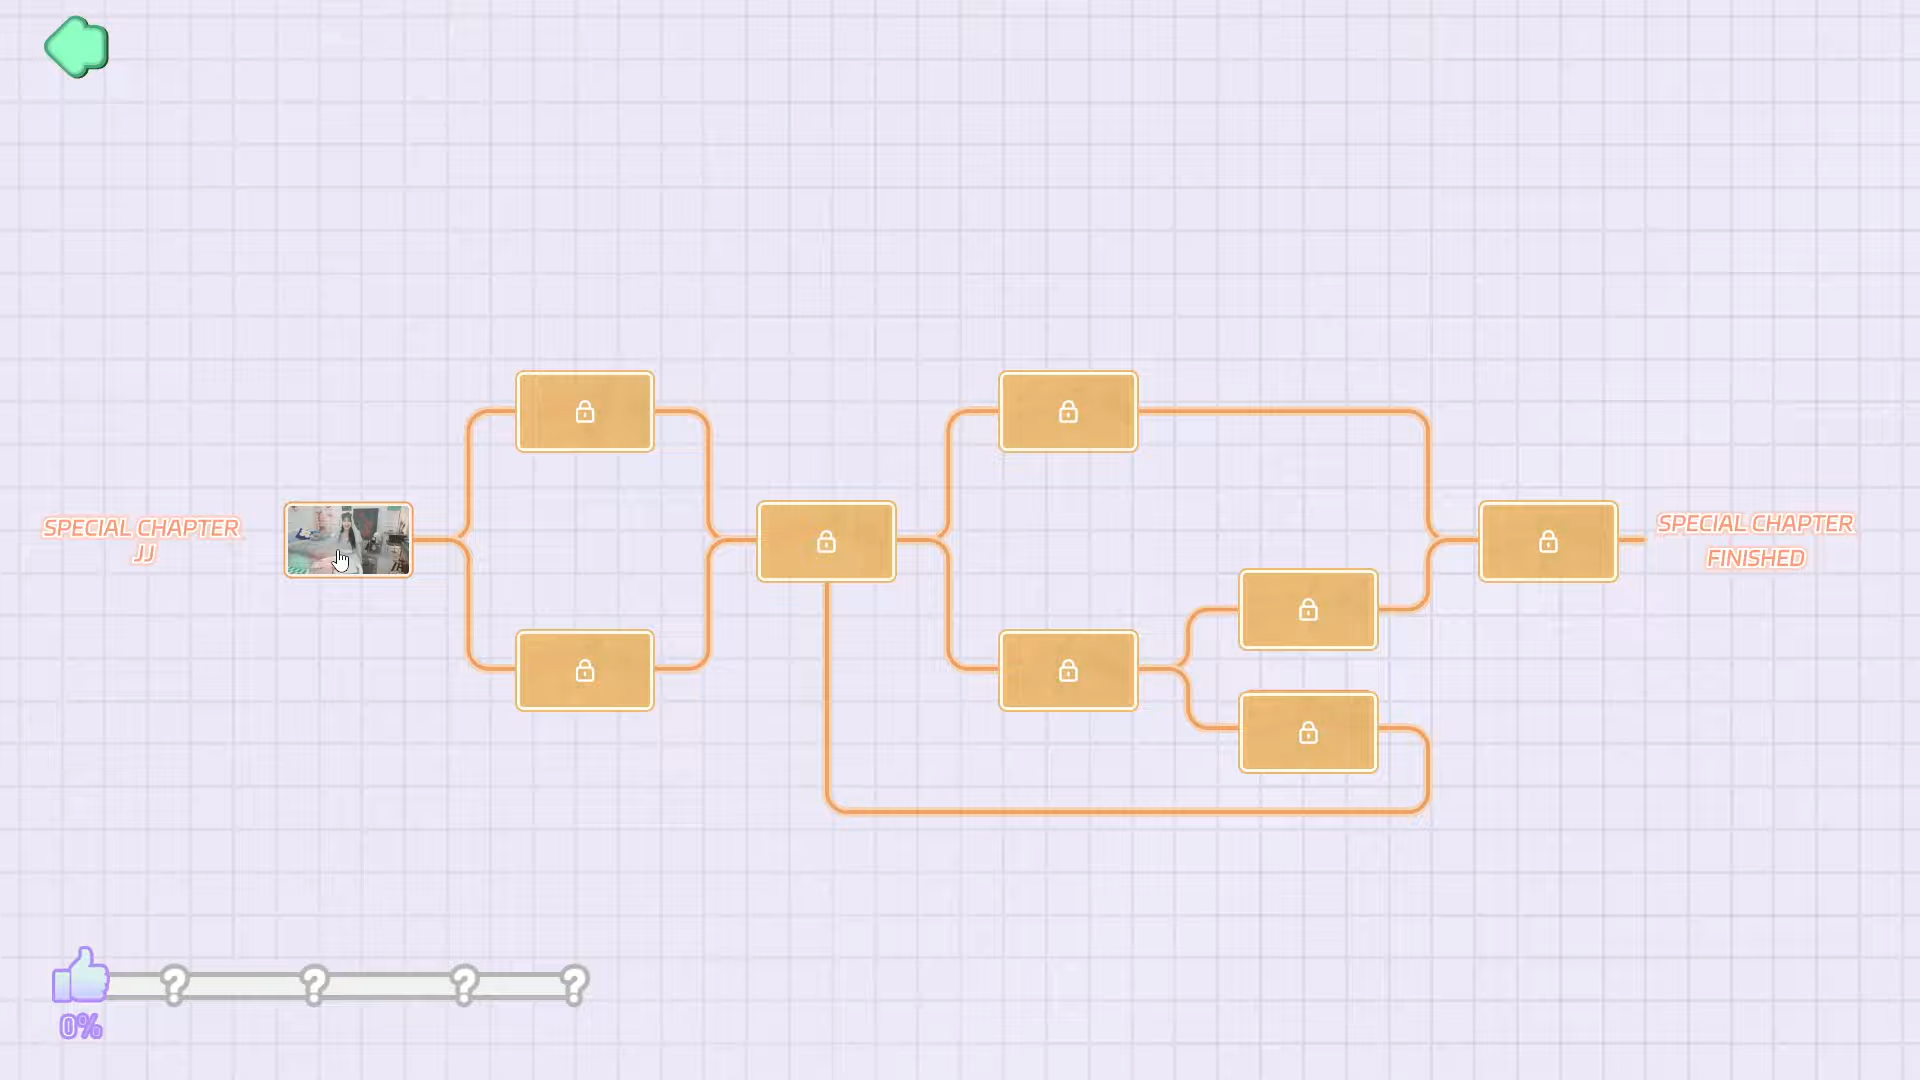 SPECIAL CHAPTER
JJ
SPECIAL CHAPTER
FINISHED
?
?
?
?
0%